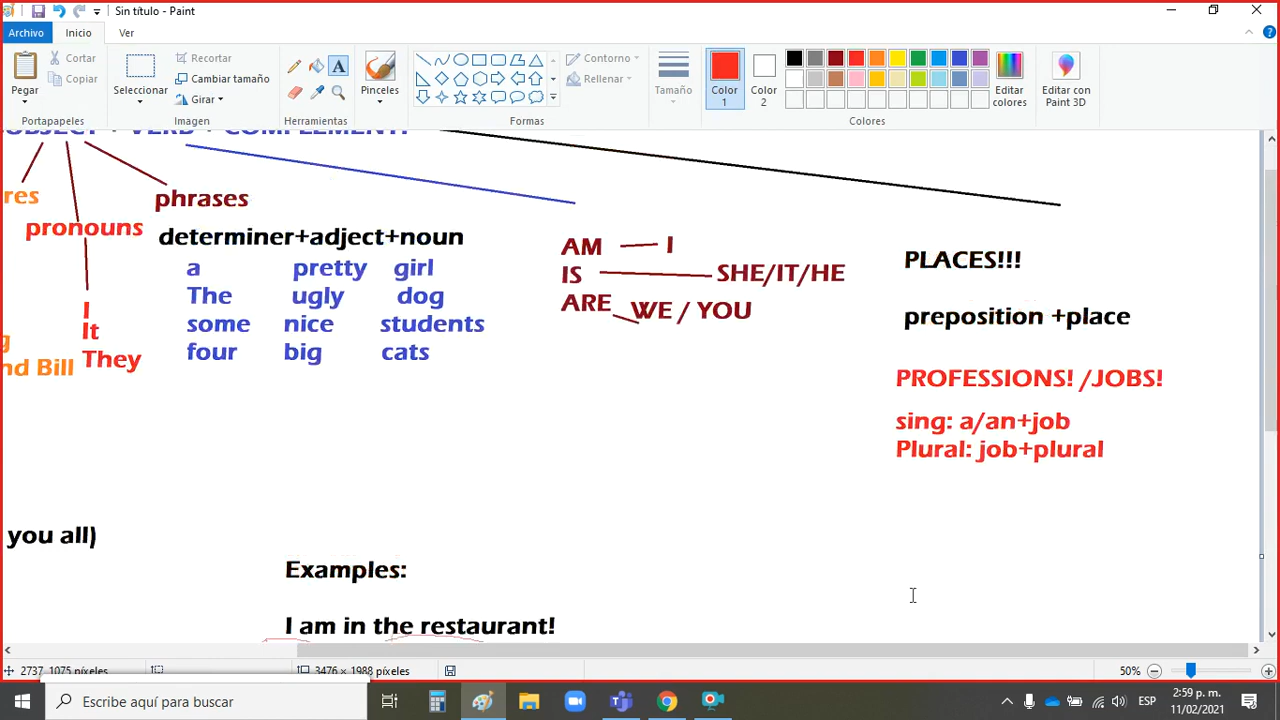 Sin título - Paint
Archivo Inicio Ver
Pegar
Cortar
Copiar
Portapapeles
Seleccionar
Recortar
Cambiar tamaño
Girar
Imagen
A
Herramientas
Pinceles
Contorno
Rellenar
Formas
Tamaño
Color 1
Color 2
Editar colores
Editar con Paint 3D
Colores
OBJECT + VERB + COMPLEMENT!
res
phrases
pronouns
determiner+adject+noun
a pretty girl
The ugly dog
some nice students
four big cats
I
It
They
g
nd Bill
AM I
IS SHE/IT/HE
ARE WE / YOU
PLACES!!!
preposition +place
PROFESSIONS! /JOBS!
sing: a/an+job
Plural: job+plural
you all)
Examples:
I am in the restaurant!
2737, 1075 píxeles
3476 × 1988 píxeles
50%
Escribe aquí para buscar
ESP
2:59 p. m.
11/02/2021